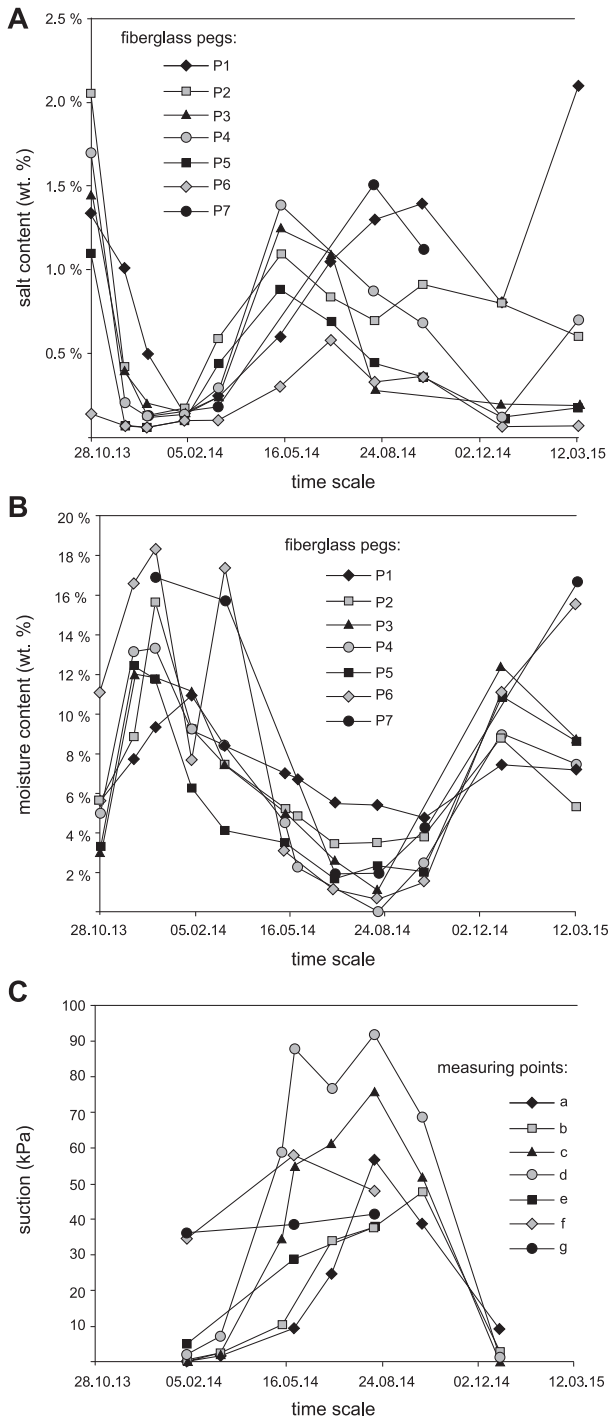 A
2.5 %
2.0 %
1.5 %
1.0 %
0.5 %
salt content (wt. %)
fiberglass pegs:
P1
P2
P3
P4
P5
P6
P7
28.10.13 05.02.14 16.05.14 24.08.14 02.12.14 12.03.15
time scale
B
20 %
18 %
16 %
14 %
12 %
10 %
8 %
6 %
4 %
2 %
moisture content (wt. %)
fiberglass pegs:
P1
P2
P3
P4
P5
P6
P7
28.10.13 05.02.14 16.05.14 24.08.14 02.12.14 12.03.15
time scale
C
100
90
80
70
60
50
40
30
20
10
suction (kPa)
measuring points:
a
b
c
d
e
f
g
28.10.13 05.02.14 16.05.14 24.08.14 02.12.14 12.03.15
time scale